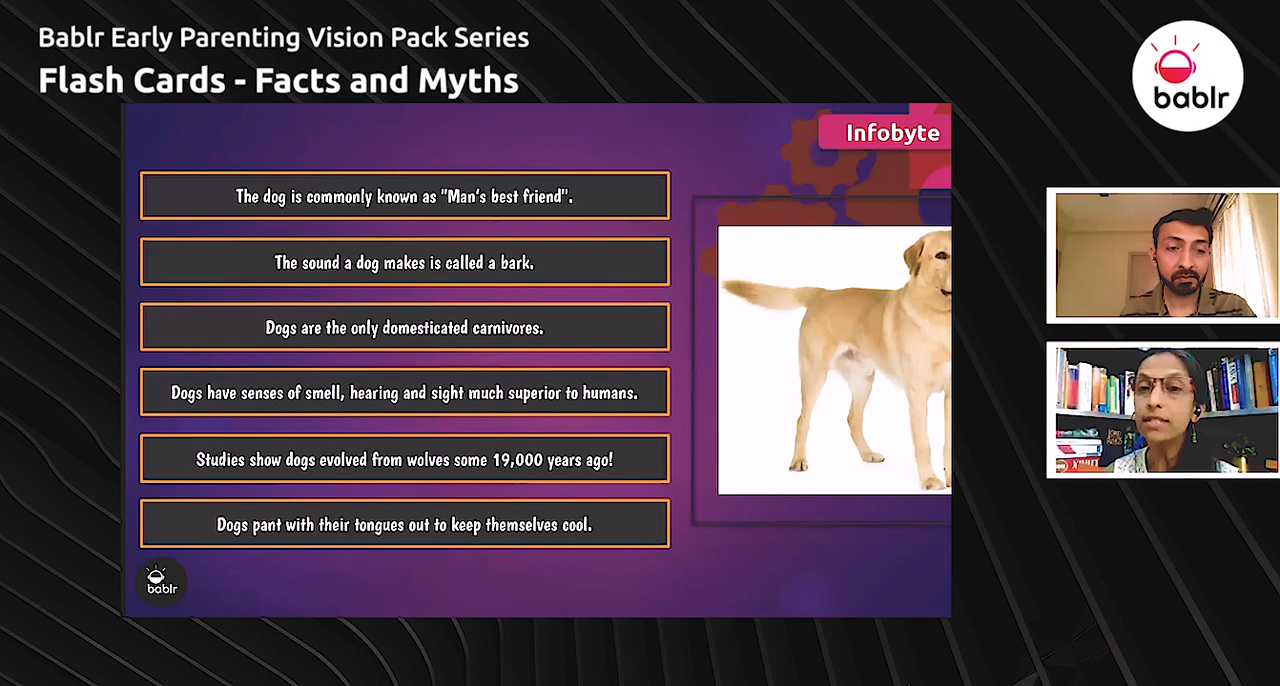 Bablr Early Parenting Vision Pack Series
Flash Cards - Facts and Myths
bablr
Infobyte
The dog is commonly known as "Man's best friend".
The sound a dog makes is called a bark.
Dogs are the only domesticated carnivores.
Dogs have senses of smell, hearing and sight much superior to humans.
Studies show dogs evolved from wolves some 19,000 years ago!
Dogs pant with their tongues out to keep themselves cool.
bablr